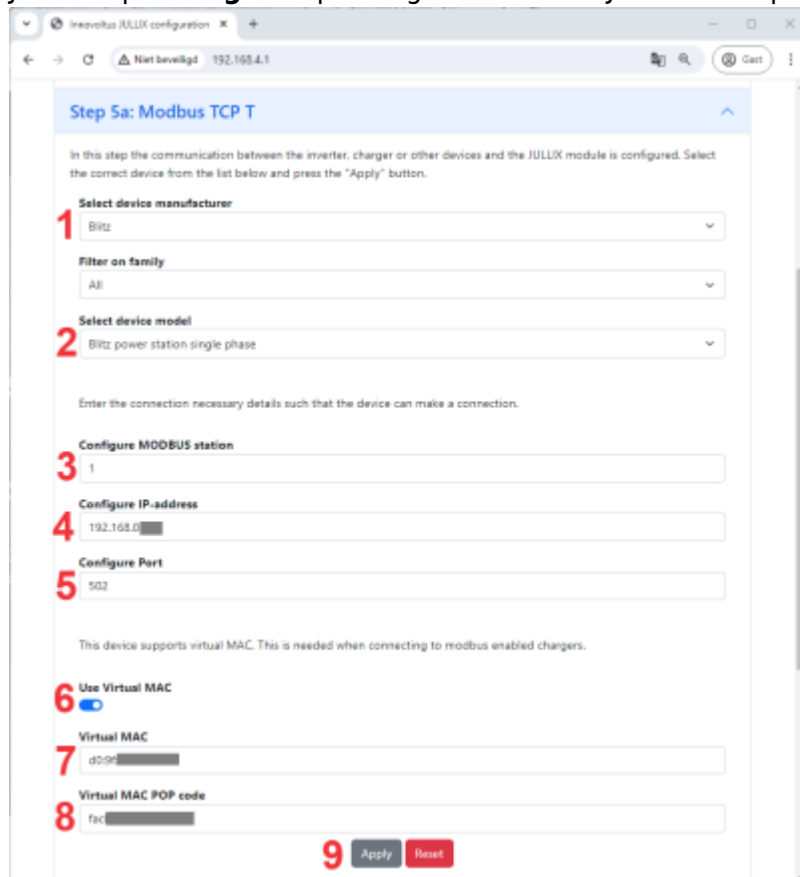 Innovoltus JULLIX configuration
Niet beveiligd 192.168.4.1
Gast
Step 5a: Modbus TCP T
In this step the communication between the inverter, charger or other devices and the JULLIX module is configured. Select
the correct device from the list below and press the "Apply" button.
Select device manufacturer
1
Blitz
Filter on family
All
Select device model
2
Blitz power station single phase
Enter the connection necessary details such that the device can make a connection.
Configure MODBUS station
3
1
Configure IP-address
4
192.168.0
Configure Port
5
502
This device supports virtual MAC. This is needed when connecting to modbus enabled chargers.
6 Use Virtual MAC
Virtual MAC
7
d0:9f
Virtual MAC POP code
8
fac
9 Apply Reset